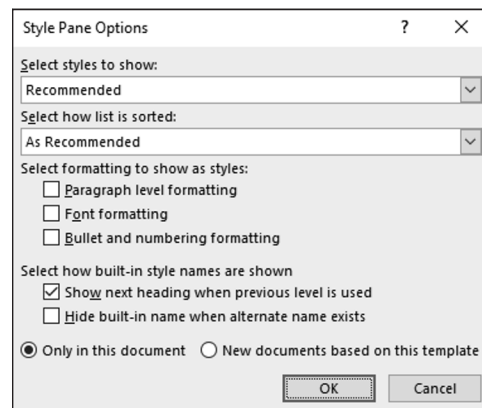 Style Pane Options ?
Select styles to show:
Recommended
Select how list is sorted:
As Recommended
Select formatting to show as styles:
Paragraph level formatting
Font formatting
Bullet and numbering formatting
Select how built-in style names are shown
Show next heading when previous level is used
Hide built-in name when alternate name exists
Only in this document New documents based on this template
OK Cancel